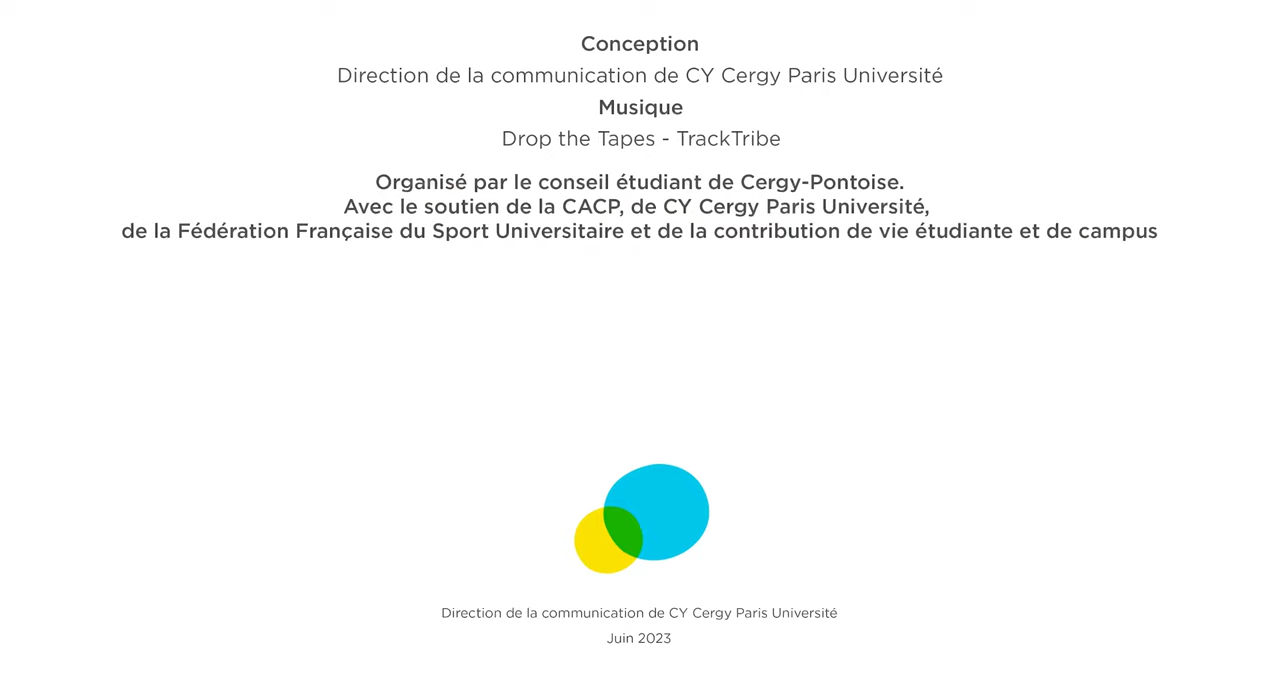 Conception
Direction de la communication de CY Cergy Paris Université
Musique
Drop the Tapes - TrackTribe
Organisé par le conseil étudiant de Cergy-Pontoise.
Avec le soutien de la CACP, de CY Cergy Paris Université,
de la Fédération Française du Sport Universitaire et de la contribution de vie étudiante et de campus
Direction de la communication de CY Cergy Paris Université
Juin 2023